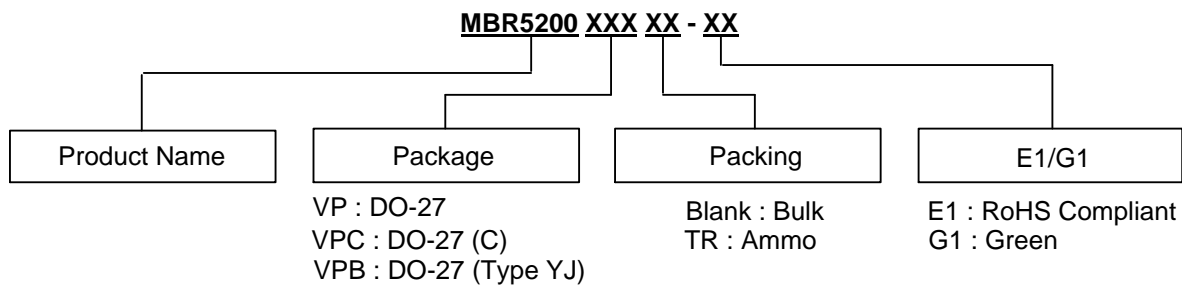 MBR5200 XXX XX - XX
Product Name
Package
Packing
E1/G1
VP : DO-27
VPC : DO-27 (C)
VPB : DO-27 (Type YJ)
Blank : Bulk
TR : Ammo
E1 : RoHS Compliant
G1 : Green